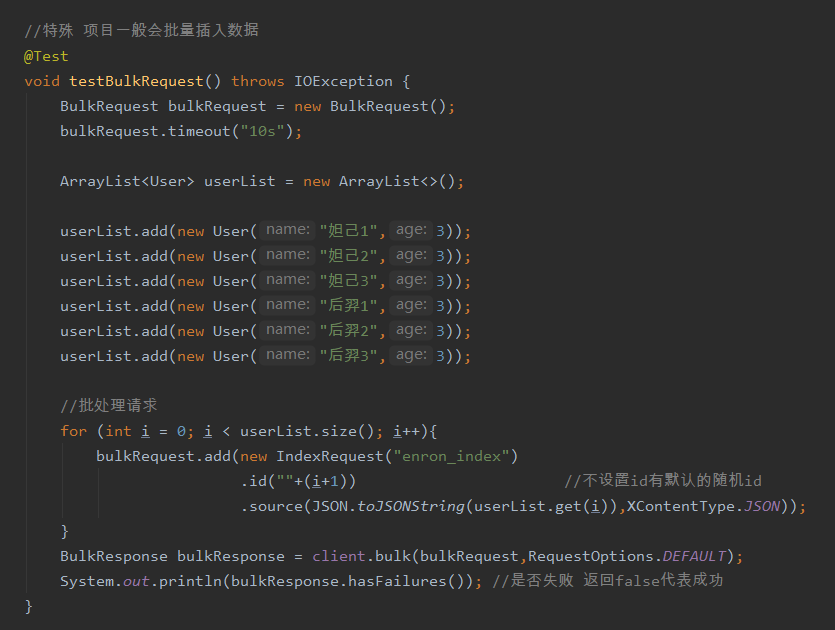 //特殊 项目一般会批量插入数据
@Test
void testBulkRequest() throws IOException {
BulkRequest bulkRequest = new BulkRequest();
bulkRequest.timeout("10s");
ArrayList<User> userList = new ArrayList<>();
userList.add(new User( name: "妲己1", age: 3));
userList.add(new User( name: "妲己2", age: 3));
userList.add(new User( name: "妲己3", age: 3));
userList.add(new User( name: "后羿1", age: 3));
userList.add(new User( name: "后羿2", age: 3));
userList.add(new User( name: "后羿3", age: 3));
//批处理请求
for (int i = 0; i < userList.size(); i++){
bulkRequest.add(new IndexRequest("enron_index")
.id(""+(i+1)) //不设置id有默认的随机id
.source(JSON.toJSONString(userList.get(i)),XContentType.JSON));
}
BulkResponse bulkResponse = client.bulk(bulkRequest,RequestOptions.DEFAULT);
System.out.println(bulkResponse.hasFailures()); //是否失败 返回false代表成功
}